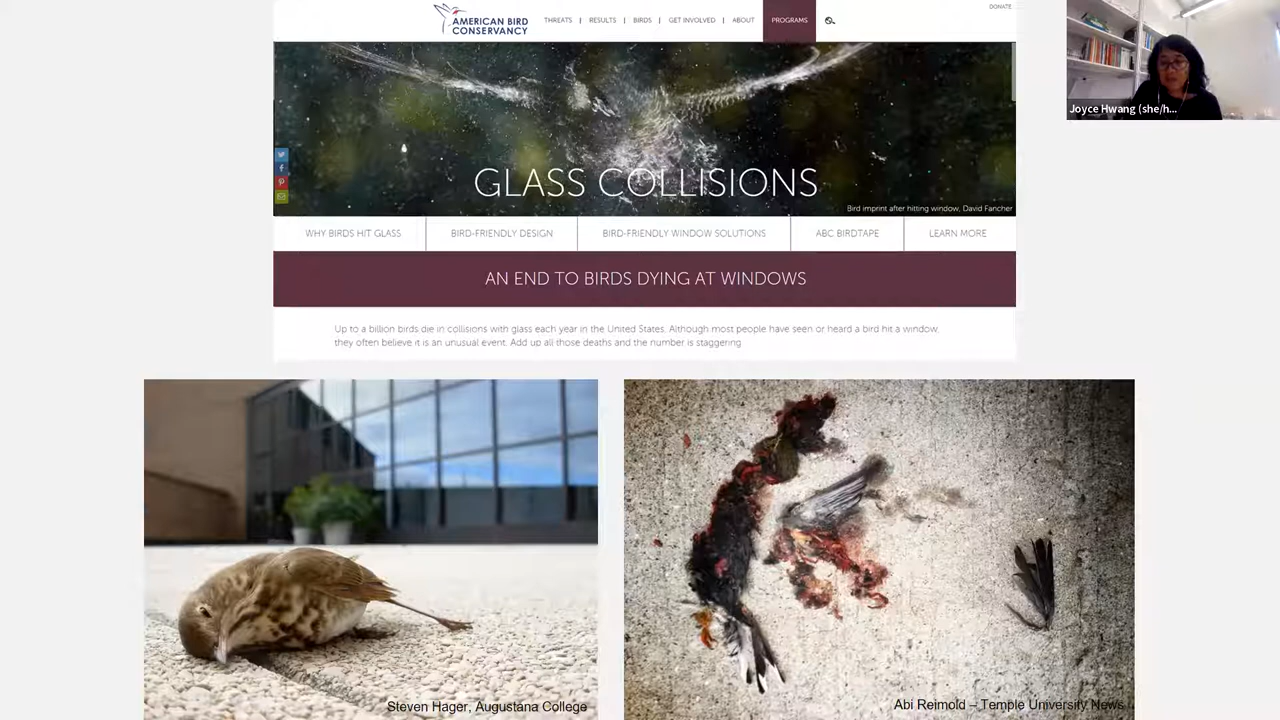 AMERICAN BIRD
CONSERVANCY
THREATS | RESULTS | BIRDS | GET INVOLVED | ABOUT PROGRAMS
DONATE
Joyce Hwang (she/h...
GLASS COLLISIONS
Bird imprint after hitting window, David Fancher
WHY BIRDS HIT GLASS BIRD-FRIENDLY DESIGN BIRD-FRIENDLY WINDOW SOLUTIONS ABC BIRDTAPE LEARN MORE
AN END TO BIRDS DYING AT WINDOWS
Up to a billion birds die in collisions with glass each year in the United States. Although most people have seen or heard a bird hit a window,
they often believe it is an unusual event. Add up all those deaths and the number is staggering
Steven Hager, Augustana College
Abi Reimold – Temple University News